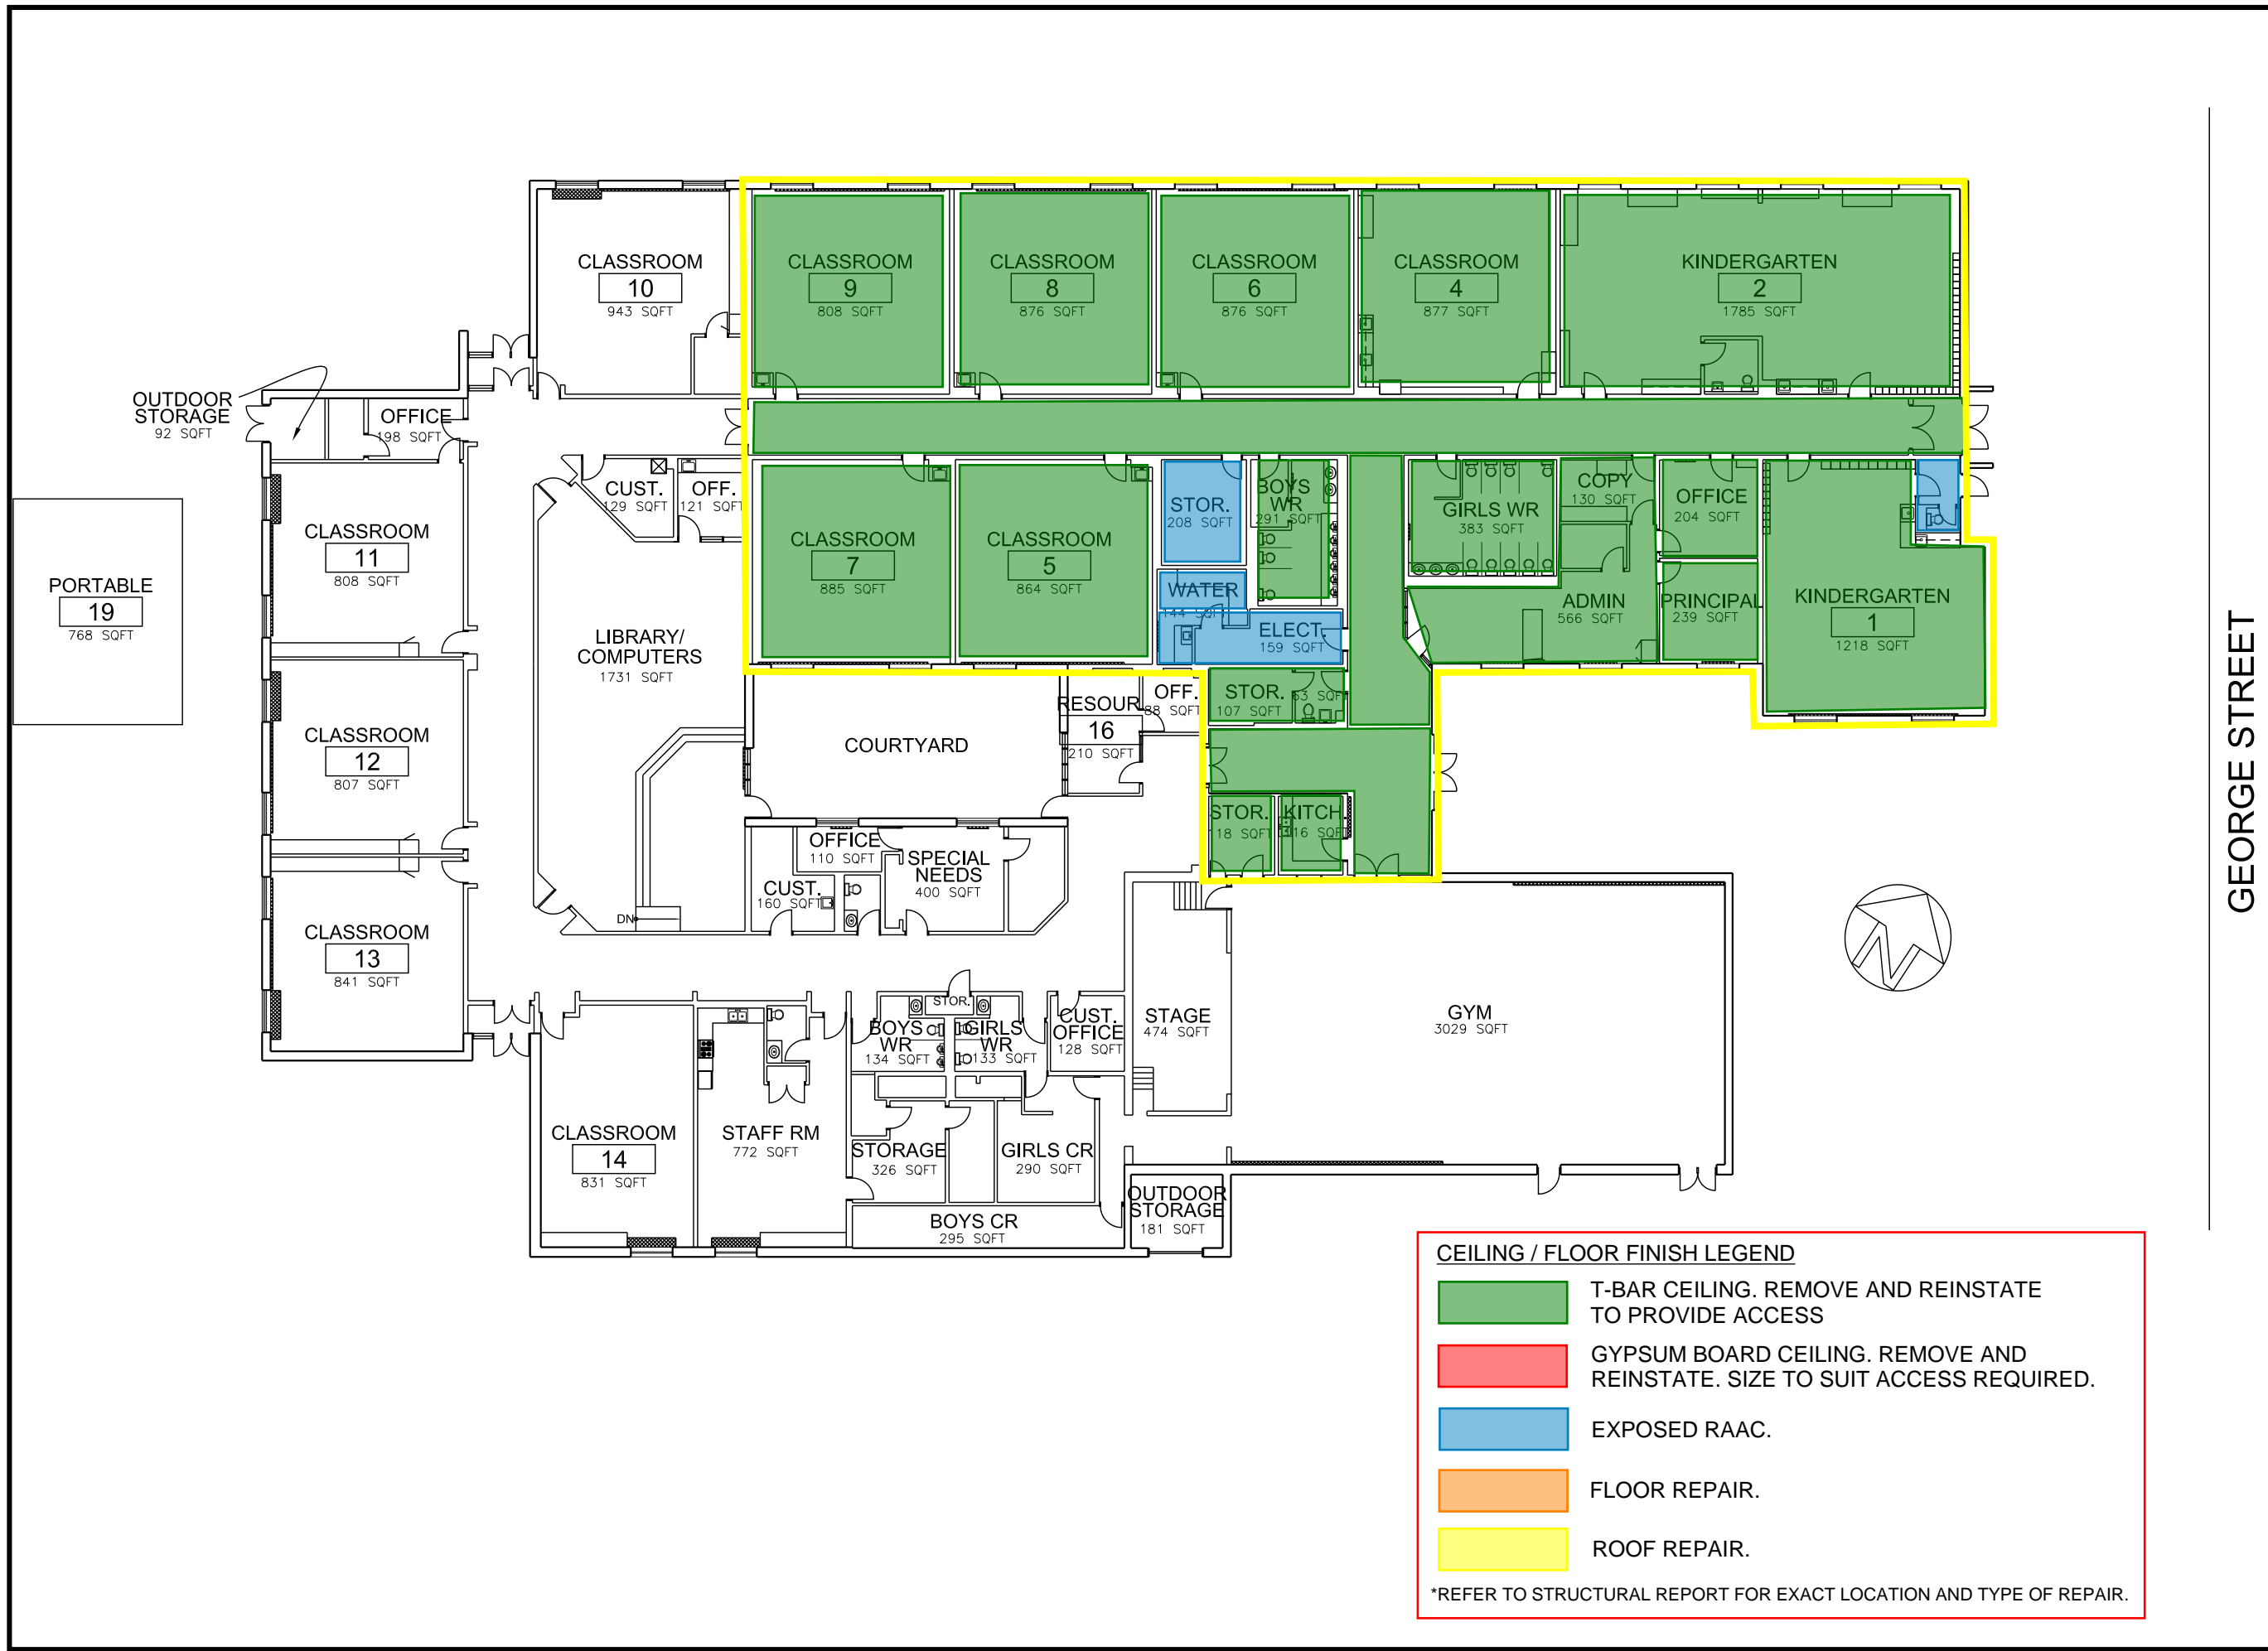 CLASSROOM
10
943 SQFT
CLASSROOM
9
808 SQFT
CLASSROOM
8
876 SQFT
CLASSROOM
6
876 SQFT
CLASSROOM
4
877 SQFT
KINDERGARTEN
2
1785 SQFT
OUTDOOR
STORAGE
92 SQFT
OFFICE
198 SQFT
CUST.
129 SQFT
OFF.
121 SQFT
STOR.
208 SQFT
BOYS
WR
291 SQFT
GIRLS WR
383 SQFT
COPY
130 SQFT
OFFICE
204 SQFT
CLASSROOM
11
808 SQFT
CLASSROOM
7
885 SQFT
CLASSROOM
5
864 SQFT
PORTABLE
19
768 SQFT
WATER
44 SQFT
ELECT.
159 SQFT
ADMIN
566 SQFT
PRINCIPAL
239 SQFT
KINDERGARTEN
1
1218 SQFT
LIBRARY/
COMPUTERS
1731 SQFT
GEORGE STREET
CLASSROOM
12
807 SQFT
COURTYARD
RESOUR.
16
210 SQFT
OFF.
88 SQFT
STOR.
107 SQFT
63 SQFT
STOR.
118 SQFT
KITCH
116 SQFT
OFFICE
110 SQFT
SPECIAL
NEEDS
400 SQFT
CUST.
160 SQFT
DN
CLASSROOM
13
841 SQFT
STOR.
BOYS
WR
134 SQFT
GIRLS
WR
133 SQFT
CUST.
OFFICE
128 SQFT
STAGE
474 SQFT
GYM
3029 SQFT
N
CLASSROOM
14
831 SQFT
STAFF RM
772 SQFT
STORAGE
326 SQFT
GIRLS CR
290 SQFT
BOYS CR
295 SQFT
OUTDOOR
STORAGE
181 SQFT
CEILING / FLOOR FINISH LEGEND
T-BAR CEILING. REMOVE AND REINSTATE
TO PROVIDE ACCESS
GYPSUM BOARD CEILING. REMOVE AND
REINSTATE. SIZE TO SUIT ACCESS REQUIRED.
EXPOSED RAAC.
FLOOR REPAIR.
ROOF REPAIR.
*REFER TO STRUCTURAL REPORT FOR EXACT LOCATION AND TYPE OF REPAIR.